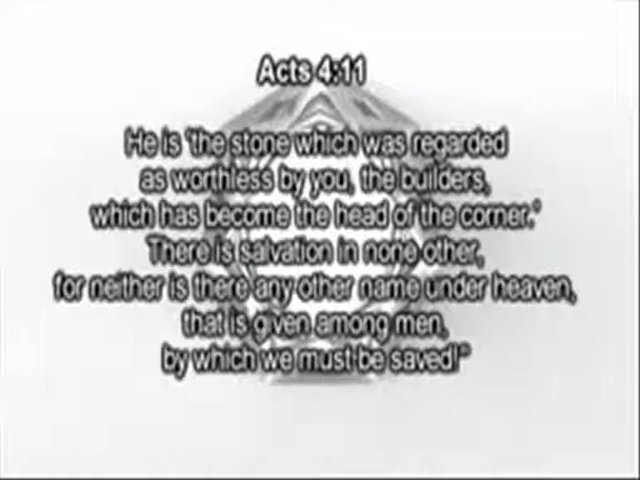 Acts 4:11
He is 'the stone which was regarded
as worthless by you, the builders,
which has become the head of the corner.'
There is salvation in none other,
for neither is there any other name under heaven,
that is given among men,
by which we must be saved!"